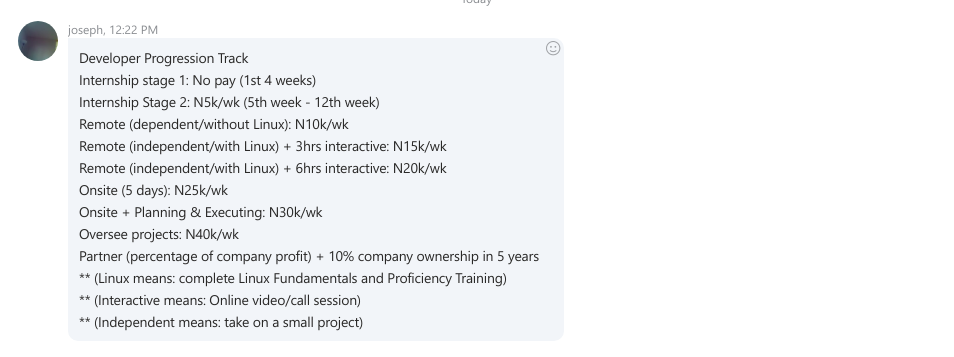 Today
joseph, 12:22 PM
Developer Progression Track
Internship stage 1: No pay (1st 4 weeks)
Internship Stage 2: N5k/wk (5th week - 12th week)
Remote (dependent/without Linux): N10k/wk
Remote (independent/with Linux) + 3hrs interactive: N15k/wk
Remote (independent/with Linux) + 6hrs interactive: N20k/wk
Onsite (5 days): N25k/wk
Onsite + Planning & Executing: N30k/wk
Oversee projects: N40k/wk
Partner (percentage of company profit) + 10% company ownership in 5 years
** (Linux means: complete Linux Fundamentals and Proficiency Training)
** (Interactive means: Online video/call session)
** (Independent means: take on a small project)